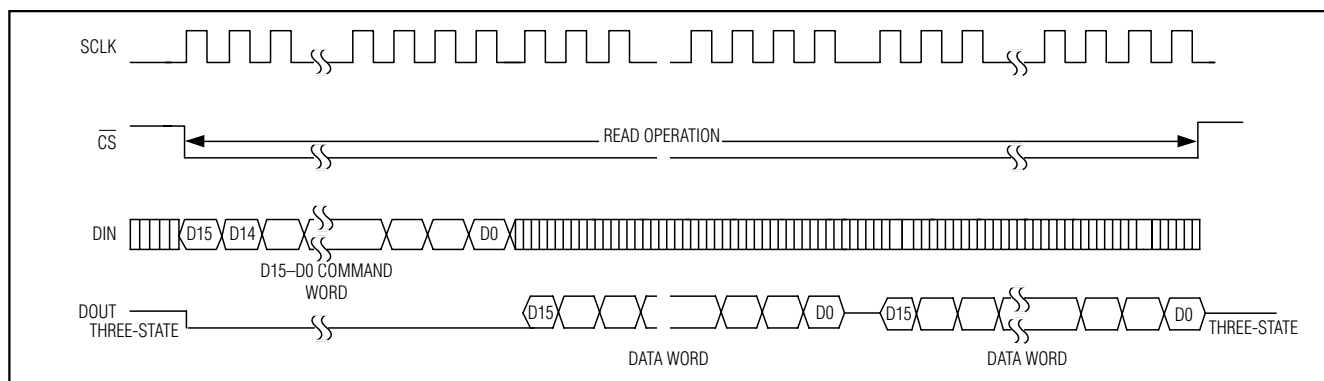 SCLK
CS
READ OPERATION
DIN
D15
D14
D0
D15–D0 COMMAND
WORD
DOUT
THREE-STATE
D15
D0
D15
D0
THREE-STATE
DATA WORD
DATA WORD